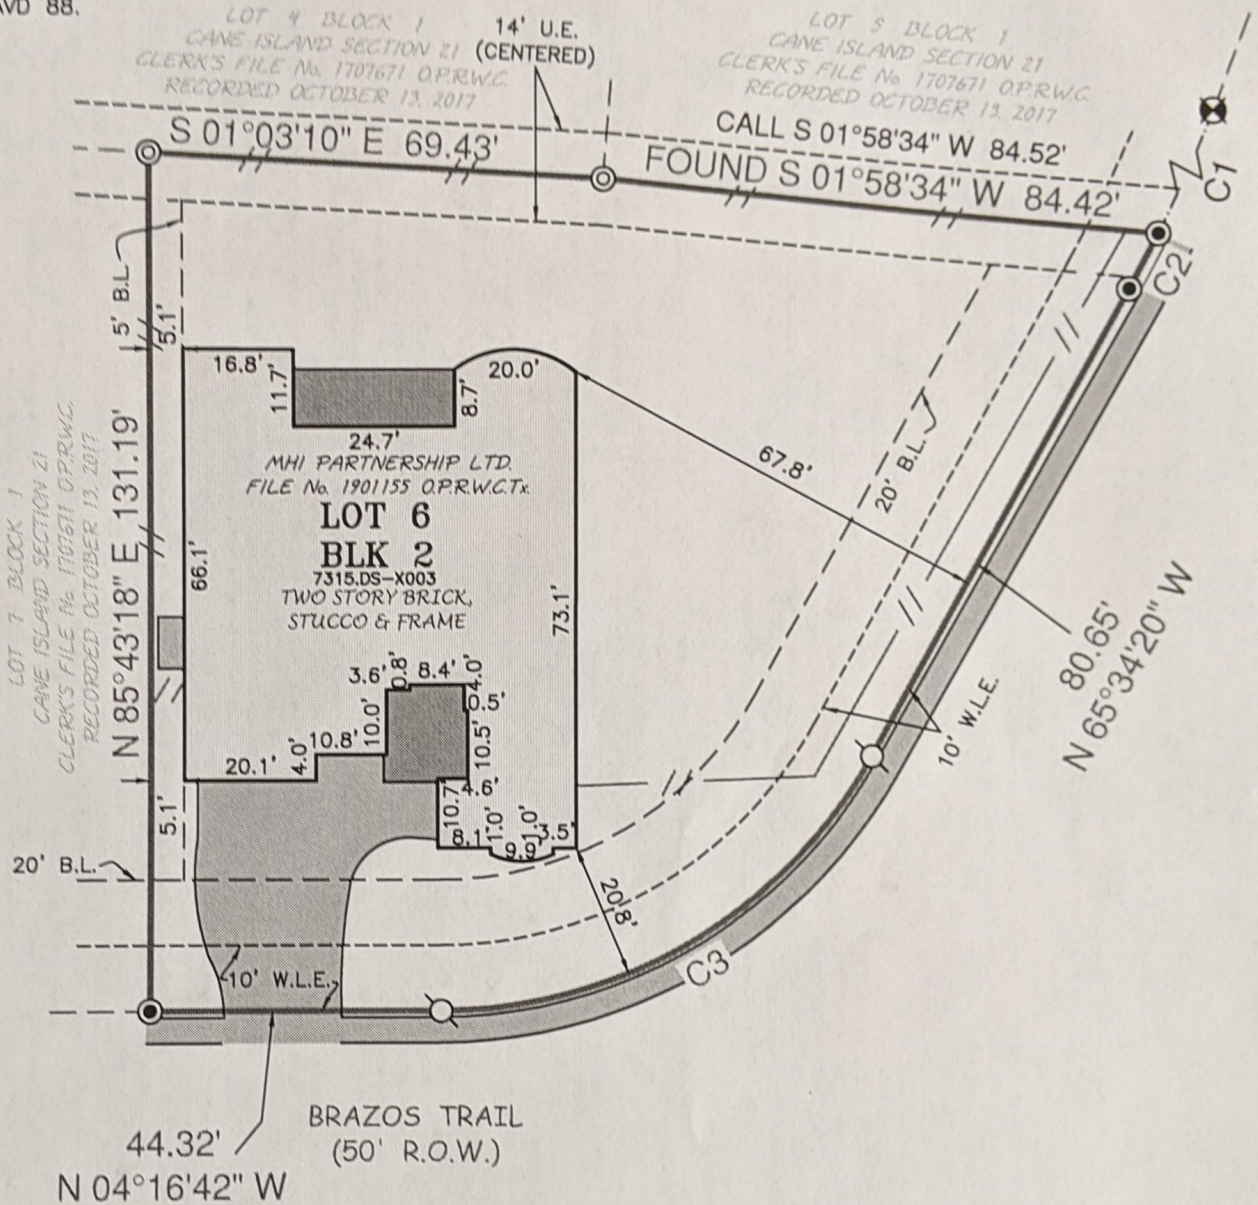 AVD 88.
LOT 4 BLOCK 1
CANE ISLAND SECTION 21
CLERK'S FILE No. 1707671 O.P.R.W.C.
RECORDED OCTOBER 13, 2017
14' U.E.
(CENTERED)
LOT 5 BLOCK 1
CANE ISLAND SECTION 21
CLERK'S FILE No 1707671 O.P.R.W.C.
RECORDED OCTOBER 13, 2017
S 01°03'10" E 69.43'
CALL S 01°58'34" W 84.52'
FOUND S 01°58'34" W 84.42'
C1
C2
5' B.L.
5.1'
16.8'
11.7'
24.7'
8.7'
20.0'
67.8'
20' B.L.
LOT 7 BLOCK 1
CANE ISLAND SECTION 21
CLERK'S FILE No. 1707671 O.P.R.W.C.
RECORDED OCTOBER 13, 2017
N 85°43'18" E 131.19'
66.1'
MHI PARTNERSHIP LTD.
FILE No. 1901155 O.P.R.W.C.Tx.
LOT 6
BLK 2
7315.DS-X003
TWO STORY BRICK,
STUCCO & FRAME
73.1'
80.65'
N 65°34'20" W
10' W.L.E.
3.6'
0.8'
8.4'
4.0'
0.5'
10.0'
10.5'
10.8'
4.0'
20.1'
4.6'
10.7'
8.1'
1.0'
9.9'
1.0'
3.5'
5.1'
20' B.L.
20.8'
10' W.L.E.
C3
44.32'
N 04°16'42" W
BRAZOS TRAIL
(50' R.O.W.)